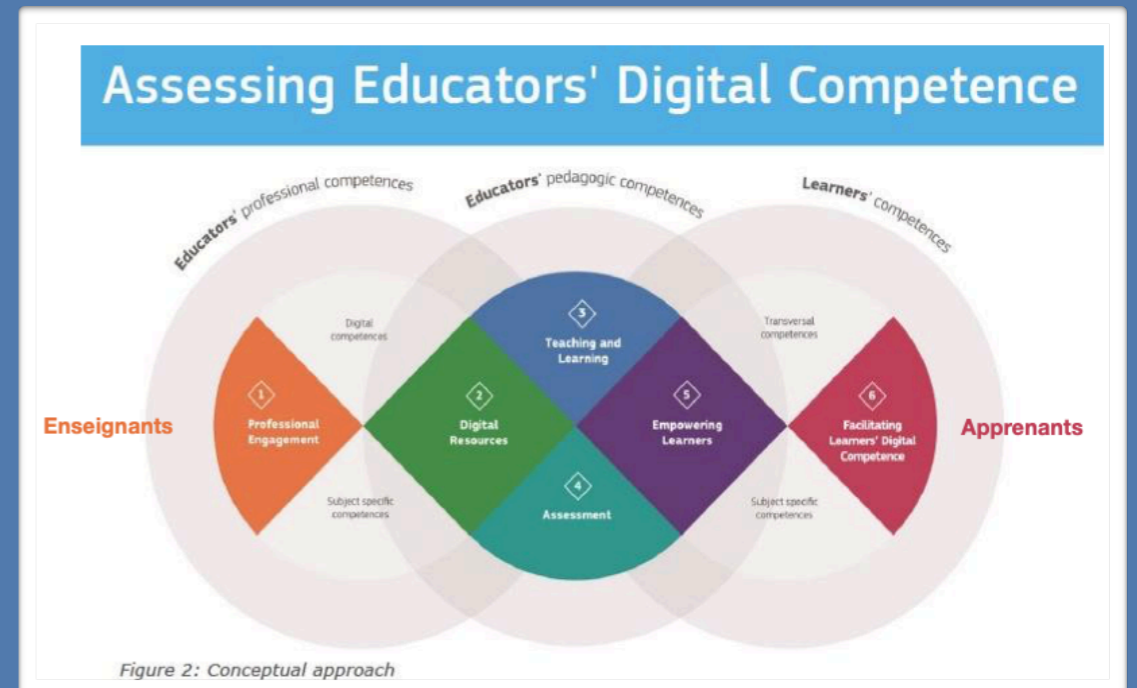 Assessing Educators' Digital Competence
Educators' professional competences
Educators' pedagogic competences
Learners' competences
Digital
competences
3
Teaching and
Learning
Transversal
competences
Enseignants
1
Professional
Engagement
2
Digital
Resources
5
Empowering
Learners
6
Facilitating
Learners' Digital
Competence
Apprenants
Subject specific
competences
4
Assessment
Subject specific
competences
Figure 2: Conceptual approach